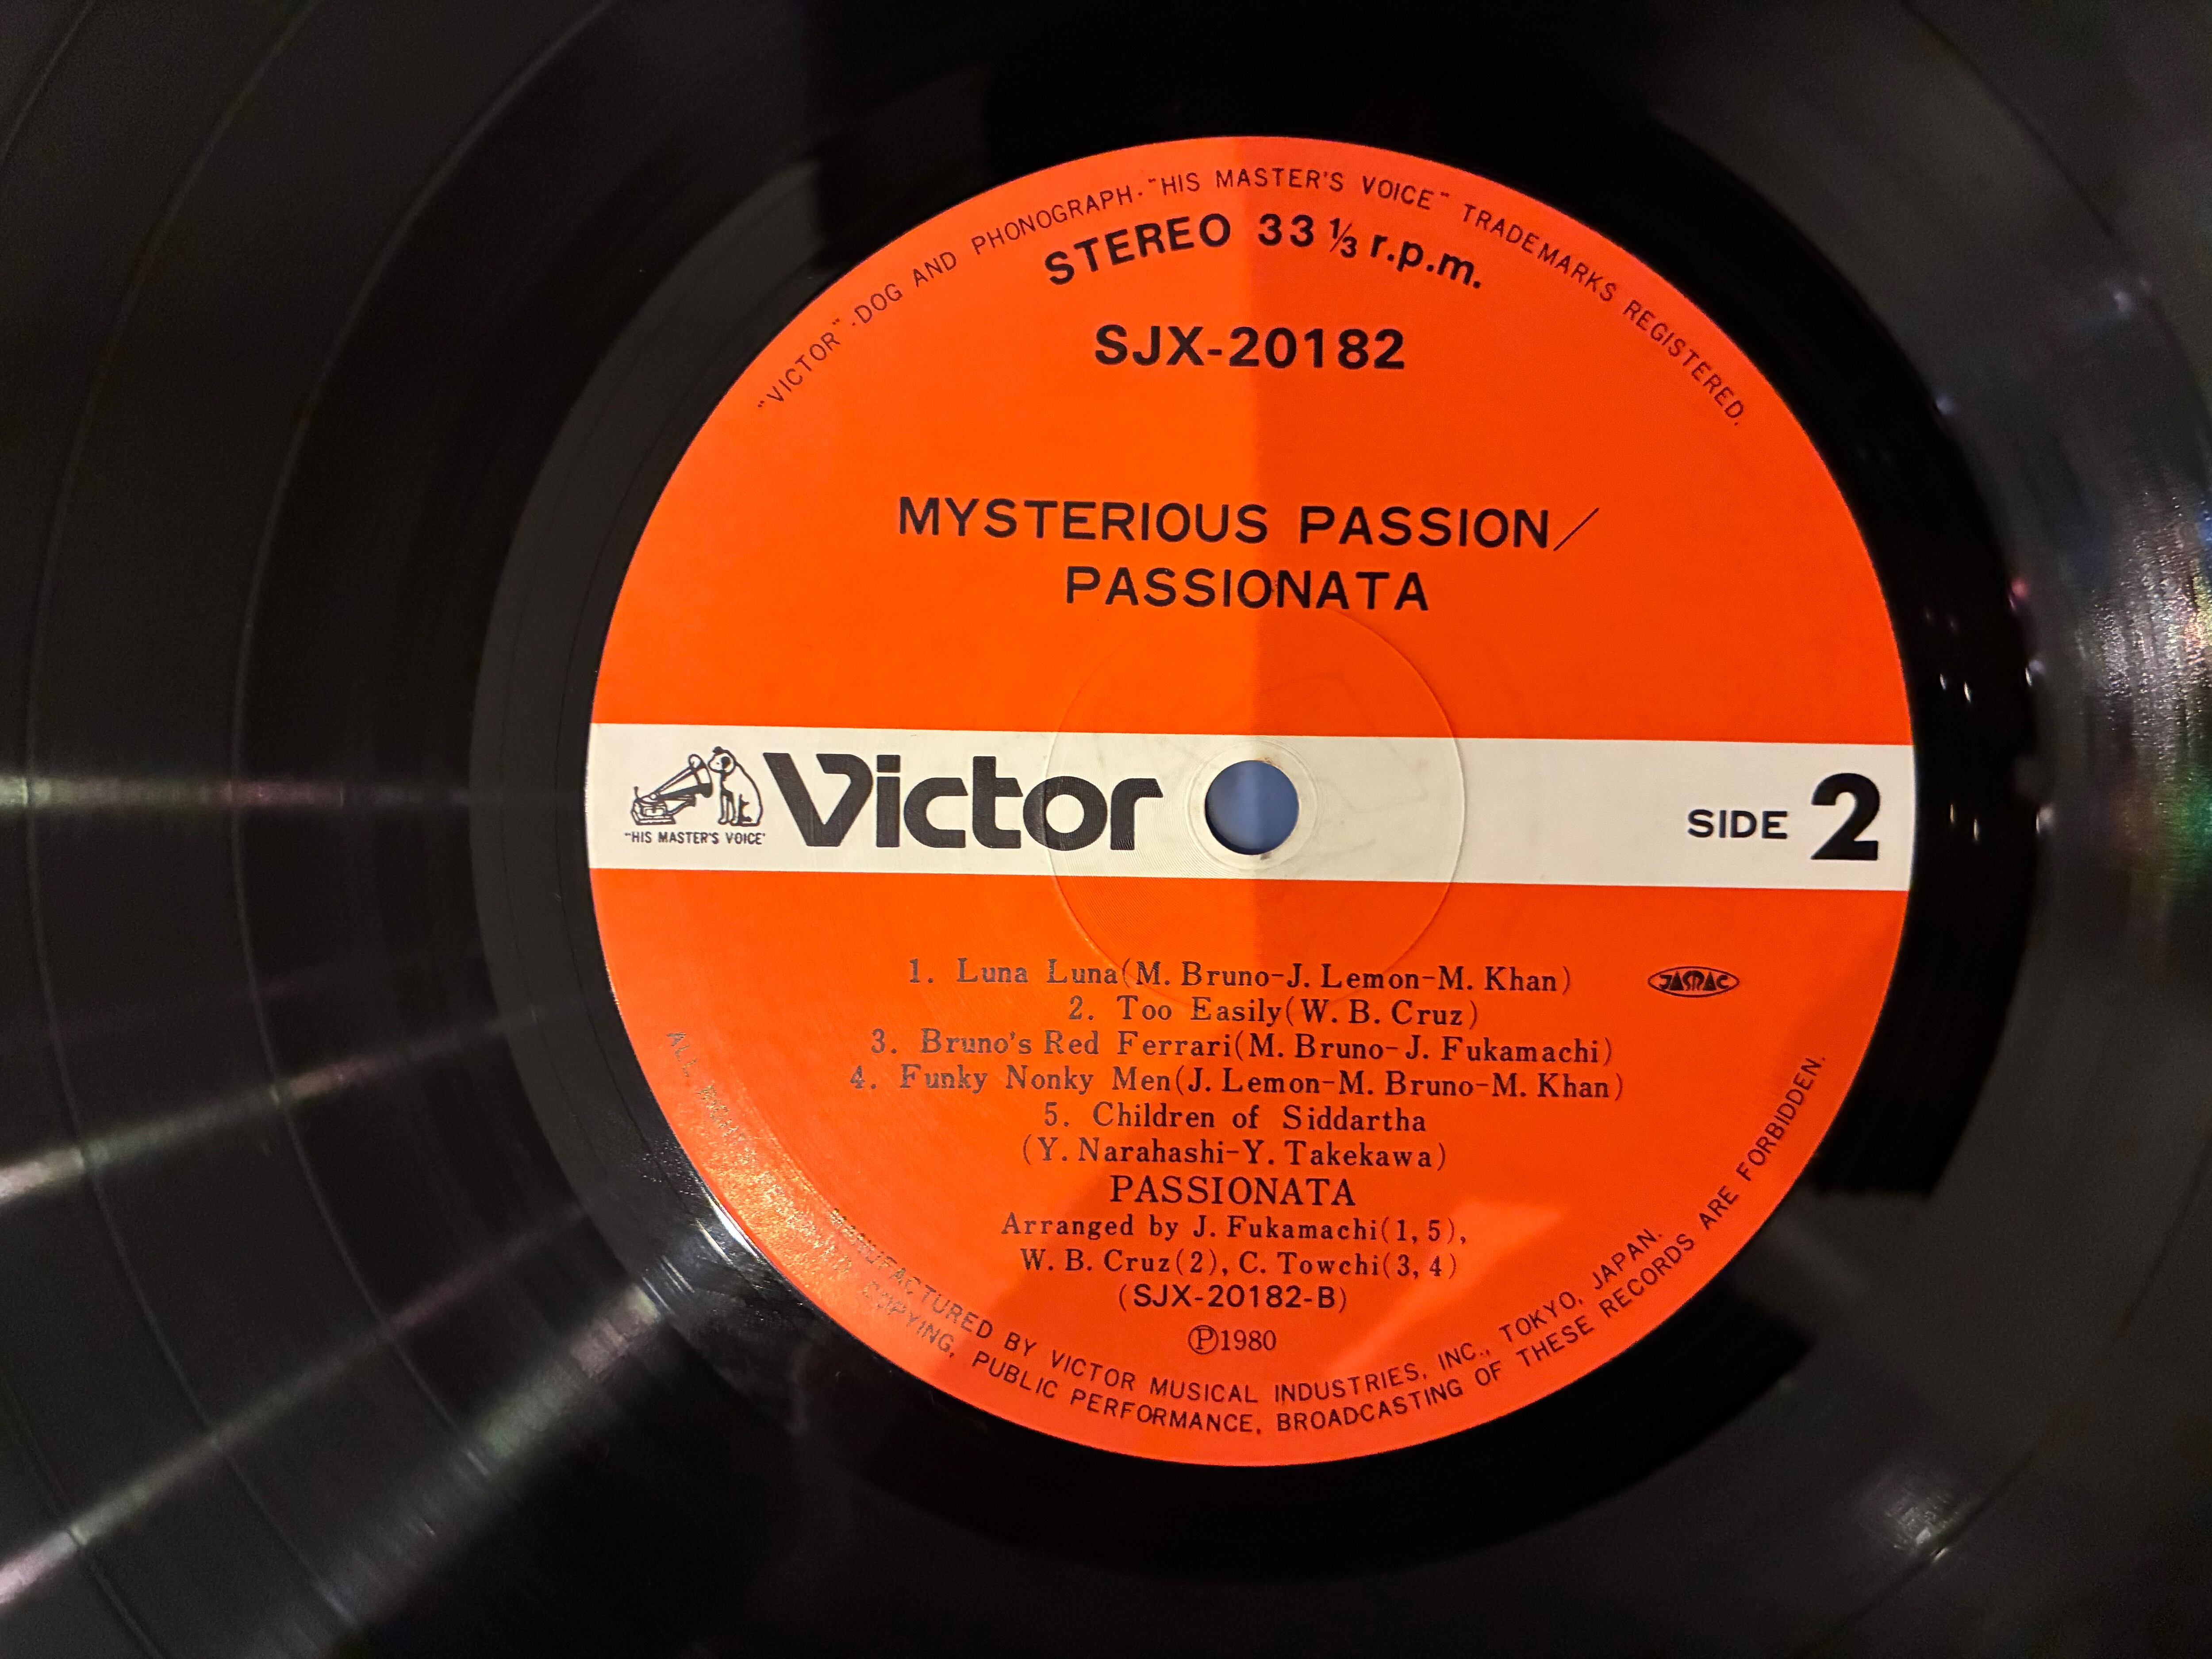 "VICTOR"·DOG AND PHONOGRAPH·"HIS MASTER'S VOICE" TRADEMARKS REGISTERED.
STEREO 33 ⅓ r.p.m.
SJX-20182
MYSTERIOUS PASSION/
PASSIONATA
"HIS MASTER'S VOICE"
Victor
SIDE 2
1. Luna Luna(M. Bruno-J. Lemon-M. Khan)
JASRAC
2. Too Easily(W. B. Cruz)
3. Bruno's Red Ferrari(M. Bruno-J. Fukamachi)
4. Funky Nonky Men(J. Lemon-M. Bruno-M. Khan)
5. Children of Siddartha
(Y. Narahashi-Y. Takekawa)
PASSIONATA
Arranged by J. Fukamachi(1, 5),
W. B. Cruz(2), C. Towchi(3, 4)
(SJX-20182-B)
Ⓟ1980
MANUFACTURED BY VICTOR MUSICAL INDUSTRIES, INC., TOKYO, JAPAN.
ALL COPYING, PUBLIC PERFORMANCE, BROADCASTING OF THESE RECORDS ARE FORBIDDEN.